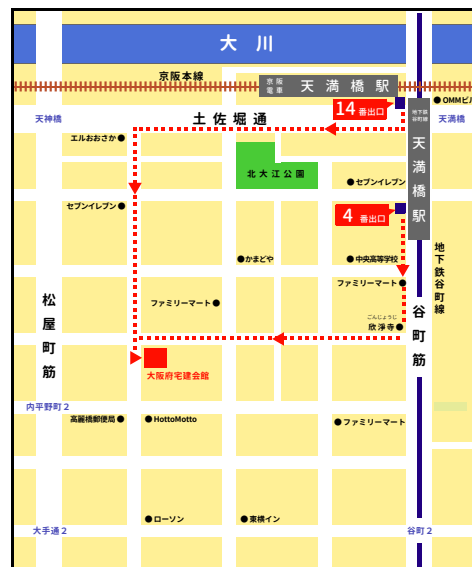 大川
京阪本線
京阪
電車
天満橋駅
OMMビル
14番出口
天神橋
土佐堀通
地下鉄
谷町線
天満橋
エルおおさか
天満橋駅
北大江公園
セブンイレブン
セブンイレブン
4 番出口
かまどや
中央高等学校
地下鉄谷町線
ファミリーマート
松屋町筋
ファミリーマート
谷町筋
ごんじょうじ
欣浄寺
大阪府宅建会館
内平野町2
高麗橋郵便局
HottoMotto
ファミリーマート
ローソン
東横イン
大手通2
谷町2